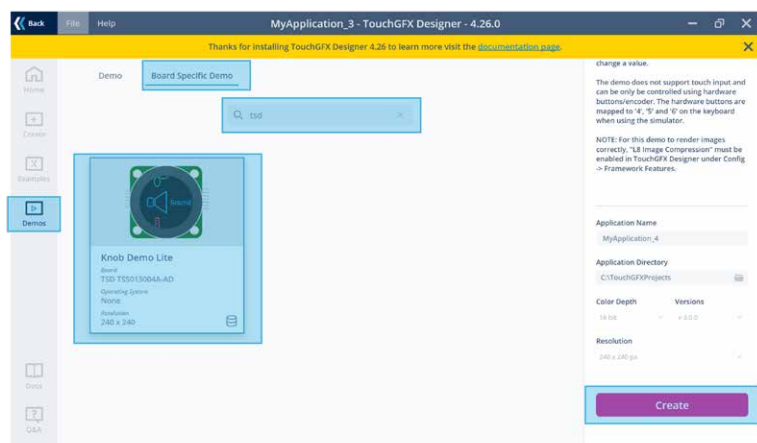 Back File Help MyApplication_3 - TouchGFX Designer - 4.26.0
Thanks for installing TouchGFX Designer 4.26 to learn more visit the documentation page.
Home
Create
Examples
Demos
Docs
Q&A
Demo Board Specific Demo
tsd
Knob Demo Lite
Board
TSD TSS013004A-AD
Operating System
None
Resolution
240 x 240
change a value.
The demo does not support touch input and
can be only be controlled using hardware
buttons/encoder. The hardware buttons are
mapped to '4', '5' and '6' on the keyboard
when using the simulator.
NOTE: For this demo to render images
correctly, "L8 Image Compression" must be
enabled in TouchGFX Designer under Config
-> Framework Features.
Application Name
MyApplication_4
Application Directory
C:\TouchGFXProjects
Color Depth Versions
16 bit v 3.0.0
Resolution
240 x 240 px
Create